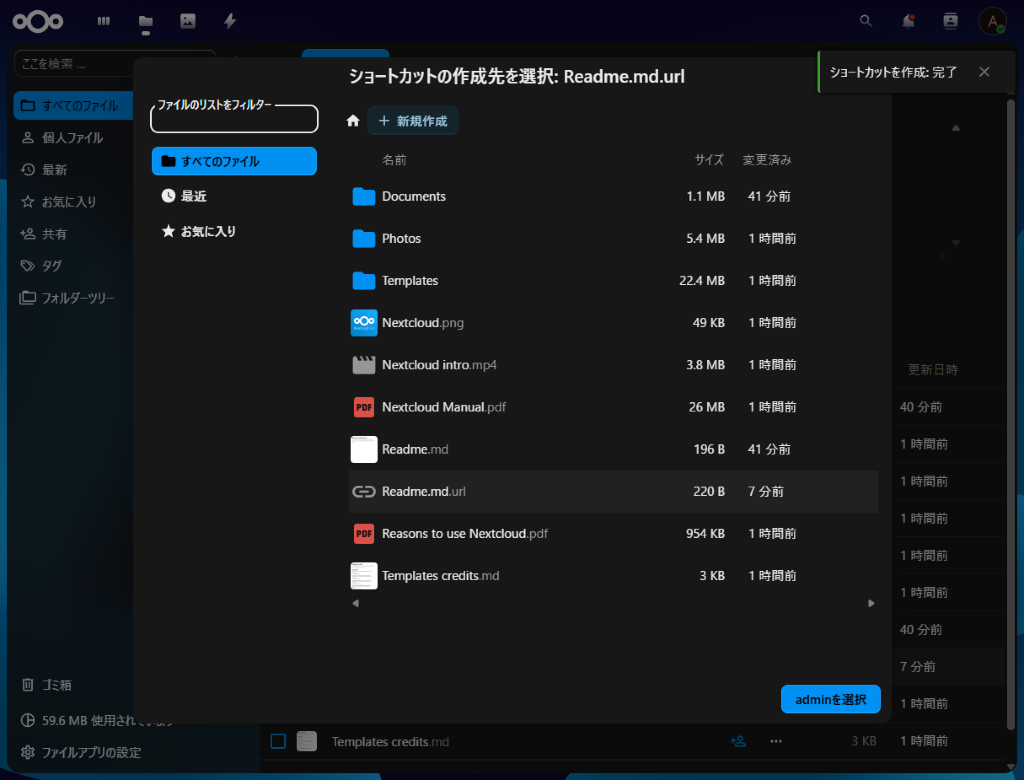 A
ここを検索 ...
すべてのファイル
個人ファイル
最新
お気に入り
共有
タグ
フォルダーツリー
ゴミ箱
59.6 MB 使用されています
ファイルアプリの設定
ショートカットの作成先を選択: Readme.md.url
ショートカットを作成: 完了
ファイルのリストをフィルター
すべてのファイル
最近
お気に入り
新規作成
名前 サイズ 変更済み
Documents 1.1 MB 41 分前
Photos 5.4 MB 1 時間前
Templates 22.4 MB 1 時間前
Nextcloud.png 49 KB 1 時間前
Nextcloud intro.mp4 3.8 MB 1 時間前
PDF Nextcloud Manual.pdf 26 MB 1 時間前
Readme.md 196 B 41 分前
Readme.md.url 220 B 7 分前
PDF Reasons to use Nextcloud.pdf 954 KB 1 時間前
Templates credits.md 3 KB 1 時間前
adminを選択
更新日時
40 分前
1 時間前
1 時間前
1 時間前
1 時間前
1 時間前
40 分前
7 分前
1 時間前
Templates credits.md 3 KB 1 時間前